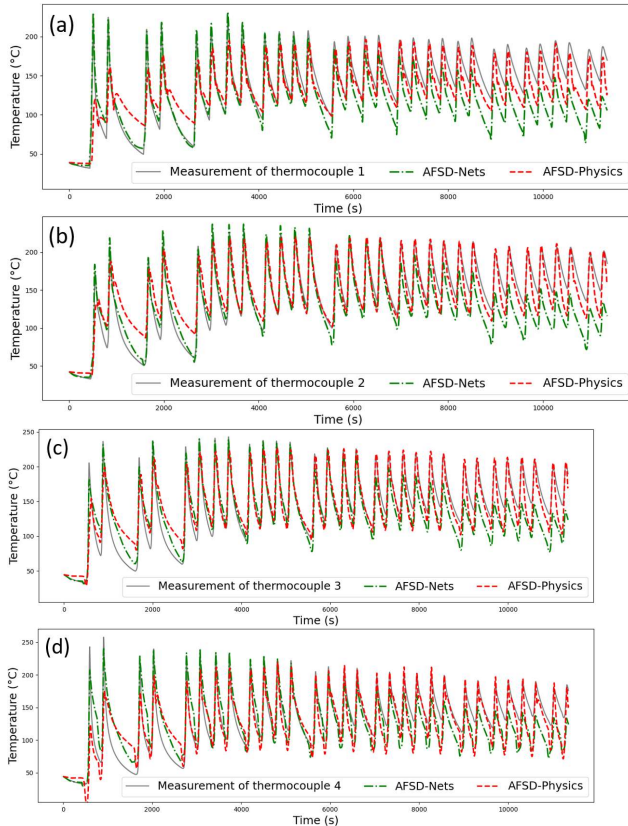 (a)
Temperature (°C)
200
150
100
50
Measurement of thermocouple 1 AFSD-Nets AFSD-Physics
0 2000 4000 6000 8000 10000
Time (s)
(b)
Temperature (°C)
200
150
100
50
Measurement of thermocouple 2 AFSD-Nets AFSD-Physics
0 2000 4000 6000 8000 10000
Time (s)
(c)
Temperature (°C)
250
200
150
100
50
Measurement of thermocouple 3 AFSD-Nets AFSD-Physics
0 2000 4000 6000 8000 10000
Time (s)
(d)
Temperature (°C)
250
200
150
100
50
Measurement of thermocouple 4 AFSD-Nets AFSD-Physics
0 2000 4000 6000 8000 10000
Time (s)